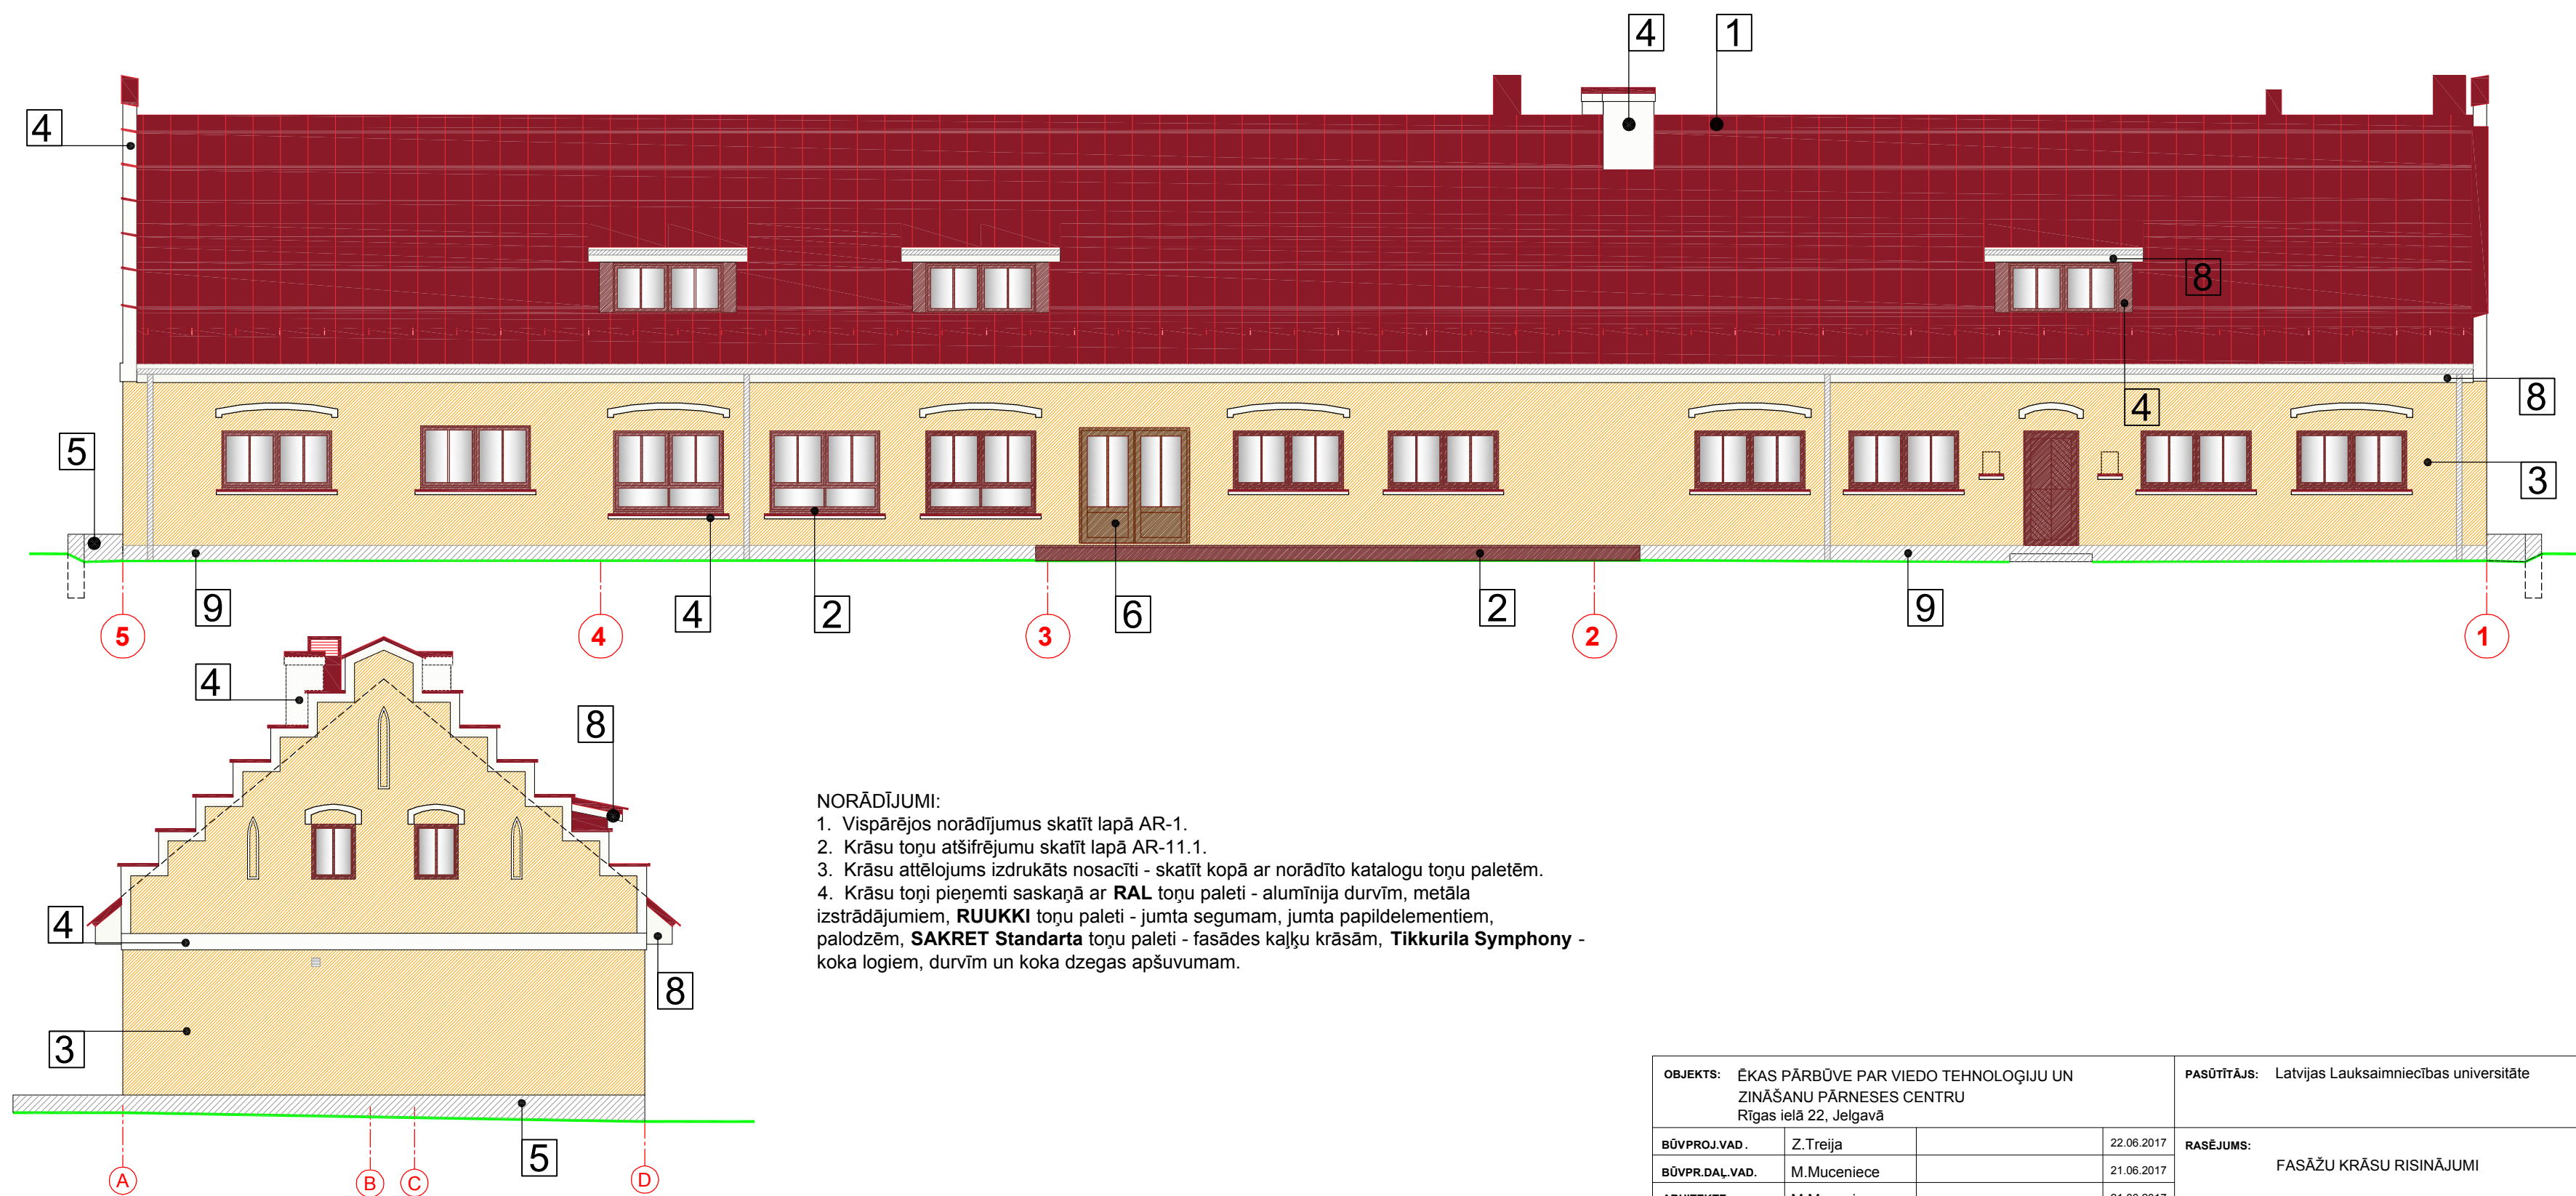 4
1
4
8
4
8
5
3
9
4
2
6
2
9
5
4
3
2
1
4
8
4
8
3
5
A
B
C
D
NORĀDĪJUMI:
1. Vispārējos norādījumus skatīt lapā AR-1.
2. Krāsu toņu atšifrējumu skatīt lapā AR-11.1.
3. Krāsu attēlojums izdrukāts nosacīti - skatīt kopā ar norādīto katalogu toņu paletēm.
4. Krāsu toņi pieņemti saskaņā ar RAL toņu paleti - alumīnija durvīm, metāla
izstrādājumiem, RUUKKI toņu paleti - jumta segumam, jumta papildelementiem,
palodzēm, SAKRET Standarta toņu paleti - fasādes kaļķu krāsām, Tikkurila Symphony -
koka logiem, durvīm un koka dzegas apšuvumam.
OBJEKTS: ĒKAS PĀRBŪVE PAR VIEDO TEHNOLOĢIJU UN
ZINĀŠANU PĀRNESES CENTRU
Rīgas ielā 22, Jelgavā
PASŪTĪTĀJS: Latvijas Lauksaimniecības universitāte
BŪVPROJ.VAD. Z.Treija 22.06.2017
RASĒJUMS:
FASĀŽU KRĀSU RISINĀJUMI
BŪVPR.DAĻ.VAD. M.Muceniece 21.06.2017